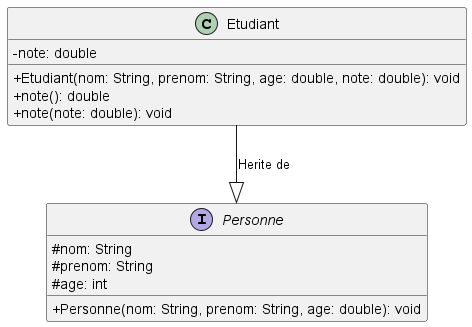 C Etudiant
-note: double
+Etudiant(nom: String, prenom: String, age: double, note: double): void
+note(): double
+note(note: double): void
Herite de
I Personne
#nom: String
#prenom: String
#age: int
+Personne(nom: String, prenom: String, age: double): void